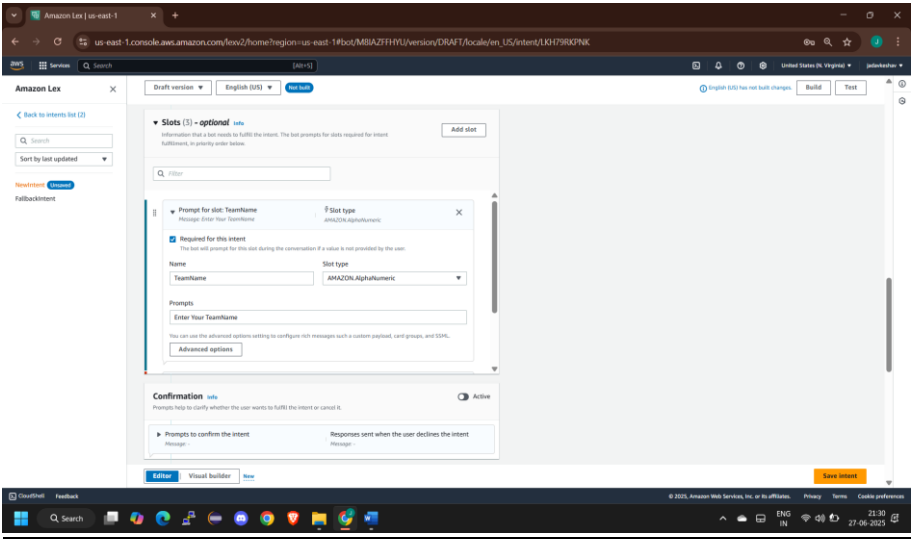 Amazon Lex | us-east-1
us-east-1.console.aws.amazon.com/lexv2/home?region=us-east-1#bot/M8IAZFFHYU/version/DRAFT/locale/en_US/intent/LKH79RKPNK
aws Services Search [Alt+S] United States (N. Virginia) jadavkeshav
Amazon Lex
Draft version English (US) Not built English (US) has not built changes. Build Test
Back to intents list (2)
Search
Sort by last updated
NewIntent Unsaved
FallbackIntent
Slots (3) - optional Info
Information that a bot needs to fulfill the intent. The bot prompts for slots required for intent
fulfillment, in priority order below.
Add slot
Filter
Prompt for slot: TeamName
Message: Enter Your TeamName
Slot type
AMAZON.AlphaNumeric
Required for this intent
The bot will prompt for this slot during the conversation if a value is not provided by the user.
Name Slot type
TeamName AMAZON.AlphaNumeric
Prompts
Enter Your TeamName
You can use the advanced options setting to configure rich messages such a custom payload, card groups, and SSML.
Advanced options
Confirmation Info Active
Prompts help to clarify whether the user wants to fulfill the intent or cancel it.
Prompts to confirm the intent Responses sent when the user declines the intent
Message: - Message: -
Editor Visual builder New Save intent
CloudShell Feedback © 2025, Amazon Web Services, Inc. or its affiliates. Privacy Terms Cookie preferences
Search ENG 21:30
IN 27-06-2025